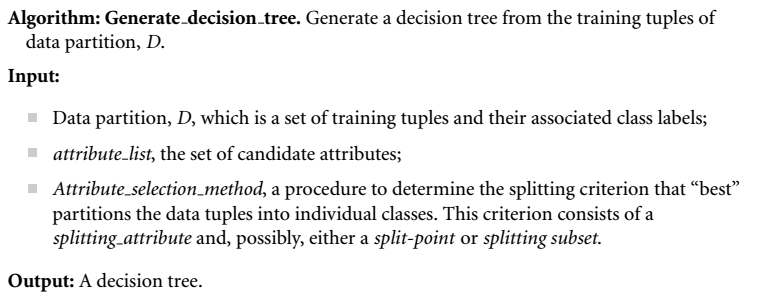 Algorithm: Generate_decision_tree. Generate a decision tree from the training tuples of
data partition, D.
Input:
Data partition, D, which is a set of training tuples and their associated class labels;
attribute_list, the set of candidate attributes;
Attribute_selection_method, a procedure to determine the splitting criterion that “best”
partitions the data tuples into individual classes. This criterion consists of a
splitting_attribute and, possibly, either a split-point or splitting subset.
Output: A decision tree.